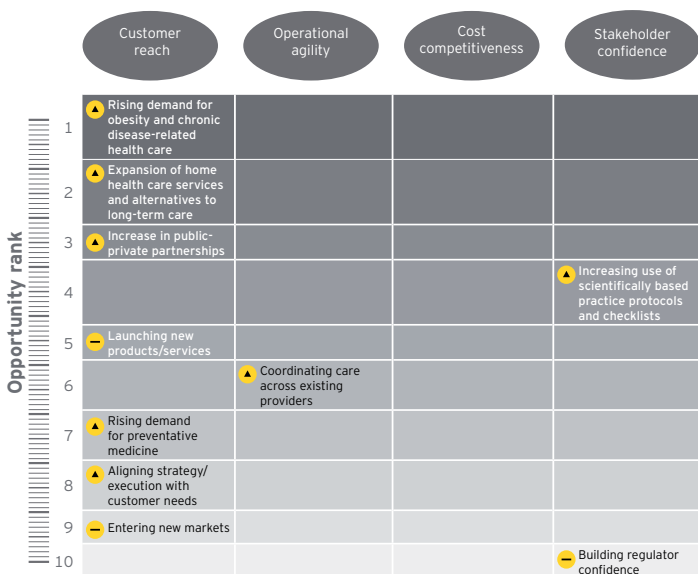 Customer
reach
Operational
agility
Cost
competitiveness
Stakeholder
confidence
Opportunity rank
1
Rising demand for
obesity and chronic
disease-related
health care
2
Expansion of home
health care services
and alternatives to
long-term care
3
Increase in public-
private partnerships
4
Increasing use of
scientifically based
practice protocols
and checklists
5
Launching new
products/services
6
Coordinating care
across existing
providers
7
Rising demand
for preventative
medicine
8
Aligning strategy/
execution with
customer needs
9
Entering new markets
10
Building regulator
confidence